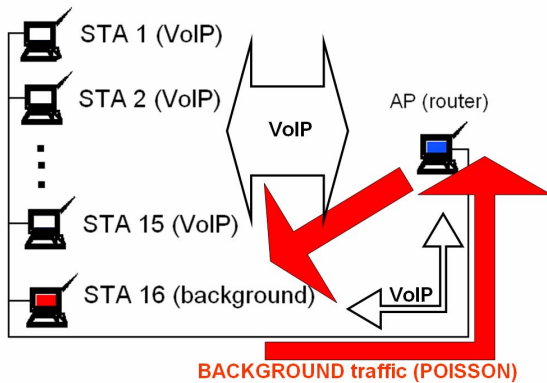 STA 1 (VoIP)
STA 2 (VoIP)
VoIP
AP (router)
STA 15 (VoIP)
STA 16 (background)
VoIP
BACKGROUND traffic (POISSON)